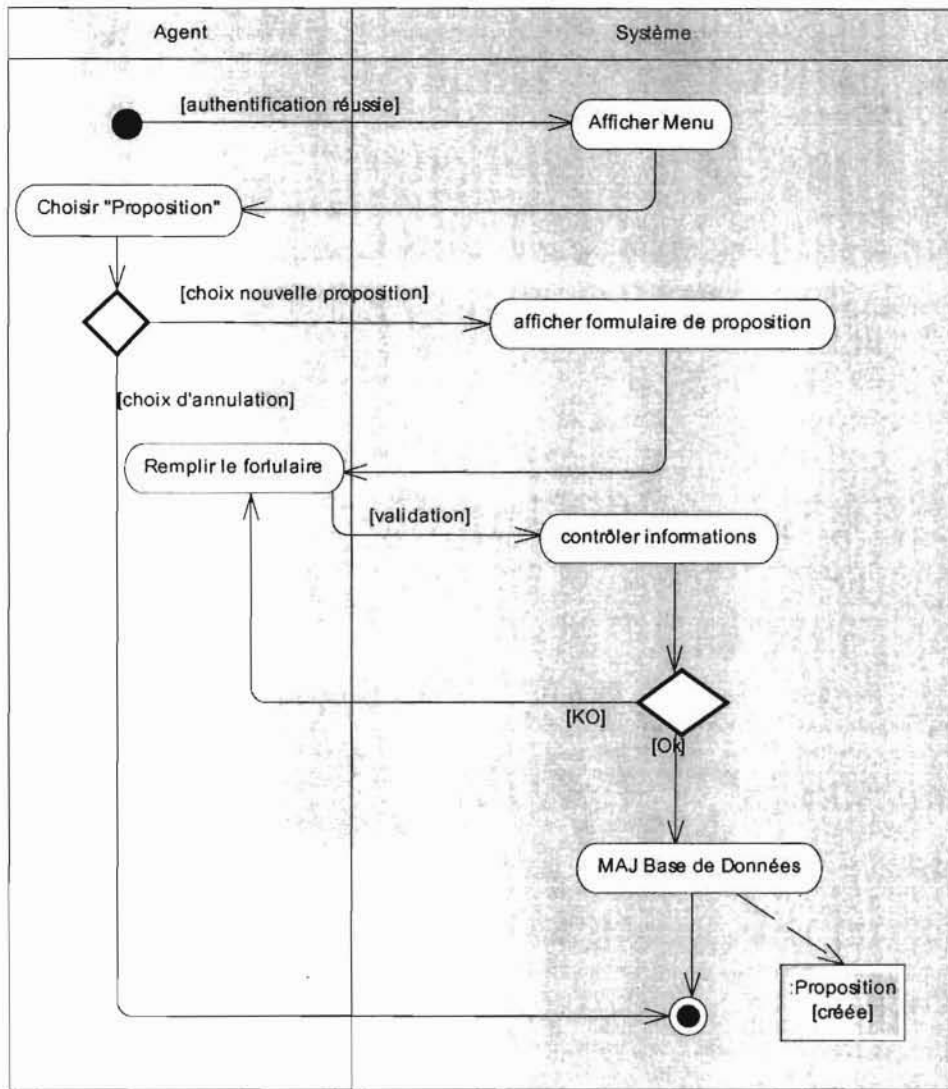 Agent
Système
[authentification réussie]
Afficher Menu
Choisir "Proposition"
[choix nouvelle proposition]
afficher formulaire de proposition
[choix d'annulation]
Remplir le forlulaire
[validation]
contrôler informations
[KO]
[Ok]
MAJ Base de Données
:Proposition
[créée]